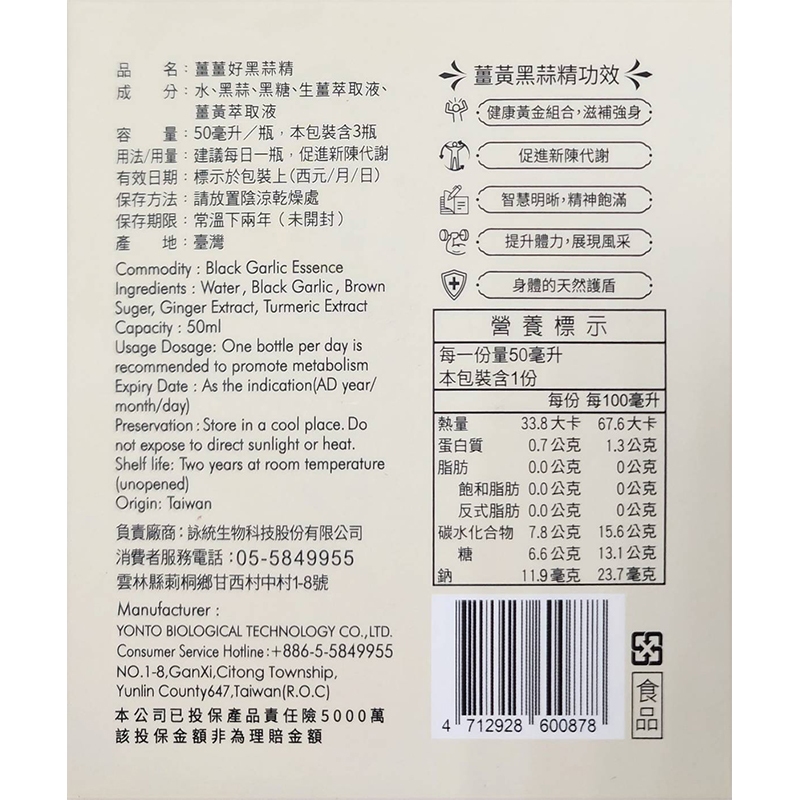 品 名：薑薑好黑蒜精
成 分：水、黑蒜、黑糖、生薑萃取液、
薑黃萃取液
容 量：50毫升／瓶，本包裝含3瓶
用法/用量：建議每日一瓶，促進新陳代謝
有效日期：標示於包裝上(西元/月/日)
保存方法：請放置陰涼乾燥處
保存期限：常溫下兩年（未開封）
產 地：臺灣
Commodity : Black Garlic Essence
Ingredients : Water , Black Garlic , Brown
Suger, Ginger Extract, Turmeric Extract
Capacity : 50ml
Usage Dosage: One bottle per day is
recommended to promote metabolism
Expiry Date : As the indication(AD year/
month/day)
Preservation : Store in a cool place. Do
not expose to direct sunlight or heat.
Shelf life: Two years at room temperature
(unopened)
Origin: Taiwan
負責廠商：詠統生物科技股份有限公司
消費者服務電話：05-5849955
雲林縣莿桐鄉甘西村中村1-8號
Manufacturer :
YONTO BIOLOGICAL TECHNOLOGY CO.,LTD.
Consumer Service Hotline:+886-5-5849955
NO.1-8,GanXi,Citong Township,
Yunlin County647,Taiwan(R.O.C)
本公司已投保產品責任險5000萬
該投保金額非為理賠金額
薑黃黑蒜精功效
健康黃金組合，滋補強身
促進新陳代謝
智慧明晰，精神飽滿
提升體力，展現風采
身體的天然護盾
營養標示
每一份量50毫升
本包裝含1份
每份 每100毫升
熱量 33.8大卡 67.6大卡
蛋白質 0.7公克 1.3公克
脂肪 0.0公克 0公克
飽和脂肪 0.0公克 0公克
反式脂肪 0.0公克 0公克
碳水化合物 7.8公克 15.6公克
糖 6.6公克 13.1公克
鈉 11.9毫克 23.7毫克
4 712928 600878
食品